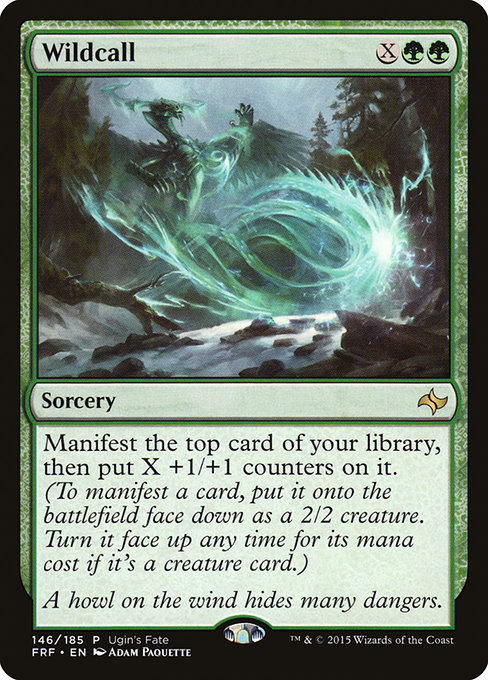 Wildcall X
Sorcery
Manifest the top card of your library,
then put X +1/+1 counters on it.
(To manifest a card, put it onto the
battlefield face down as a 2/2 creature.
Turn it face up any time for its mana
cost if it's a creature card.)
A howl on the wind hides many dangers.
146/185 P Ugin's Fate
FRF • EN Adam Paquette ™ & © 2015 Wizards of the Coast